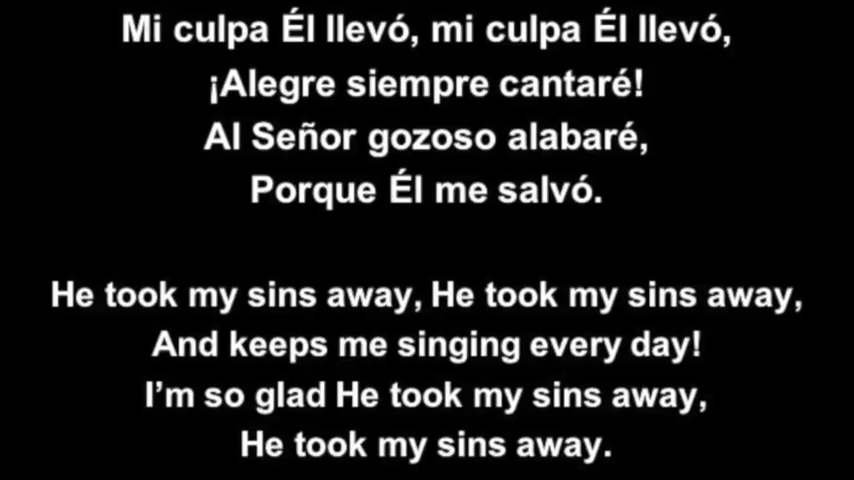 Mi culpa Él llevó, mi culpa Él llevó,
¡Alegre siempre cantaré!
Al Señor gozoso alabaré,
Porque Él me salvó.
He took my sins away, He took my sins away,
And keeps me singing every day!
I’m so glad He took my sins away,
He took my sins away.